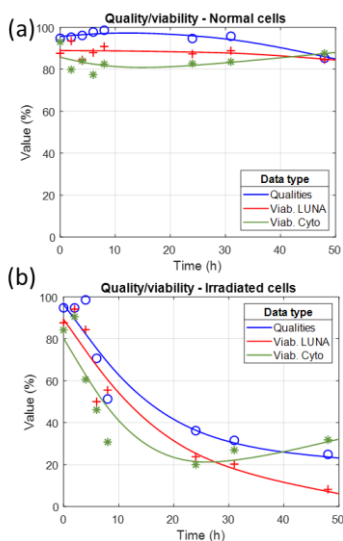 (a)
Quality/viability - Normal cells
100
80
60
40
20
0
Value (%)
Data type
Qualities
Viab. LUNA
Viab. Cyto
0 10 20 30 40 50
Time (h)
(b)
Quality/viability - Irradiated cells
100
80
60
40
20
0
Value (%)
Data type
Qualities
Viab. LUNA
Viab. Cyto
0 10 20 30 40 50
Time (h)